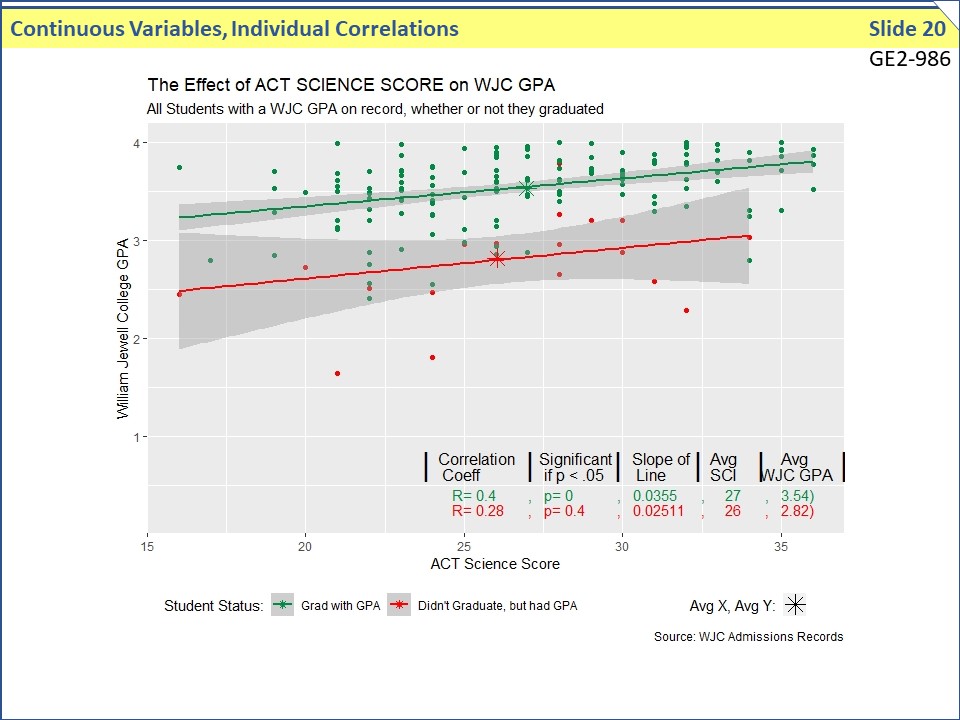 Continuous Variables, Individual Correlations
Slide 20
GE2-986
The Effect of ACT SCIENCE SCORE on WJC GPA
All Students with a WJC GPA on record, whether or not they graduated
William Jewell College GPA
4
3
2
1
Correlation Coeff | Significant if p < .05 | Slope of Line | Avg SCI | Avg WJC GPA
R= 0.4 , p= 0 , 0.0355 , 27 , 3.54)
R= 0.28 , p= 0.4 , 0.02511 , 26 , 2.82)
15 20 25 30 35
ACT Science Score
Student Status: Grad with GPA Didn't Graduate, but had GPA Avg X, Avg Y:
Source: WJC Admissions Records